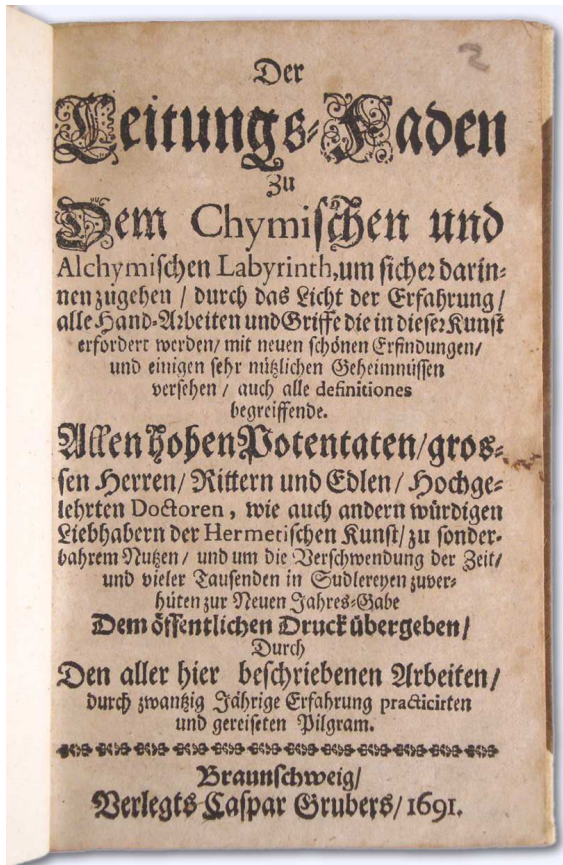 2
Der
Leitungs-Faden
Zu
Dem Chymischen und
Alchymischen Labyrinth, um sicher darin-
nen zugehen / durch das Licht der Erfahrung /
alle Hand-Arbeiten und Griffe die in dieser Kunst
erfordert werden / mit neuen schönen Erfindungen /
und einigen sehr nützlichen Geheimnüssen
versehen / auch alle definitiones
begreiffende.
Allen hohen Potentaten / gros-
sen Herren / Rittern und Edlen / Hochge-
lehrten Doctoren, wie auch andern würdigen
Liebhabern der Hermetischen Kunst / zu sonder-
bahrem Nutzen / und um die Verschwendung der Zeit /
und vieler Tausenden in Sudlereyen zuver-
hüten zur Neuen Jahres-Gabe
Dem öffentlichen Druck übergeben /
Durch
Den aller hier beschriebenen Arbeiten /
durch zwantzig Jährige Erfahrung practicirten
und gereiseten Pilgram.
Braunschweig /
Verlegts Caspar Grubers / 1691.